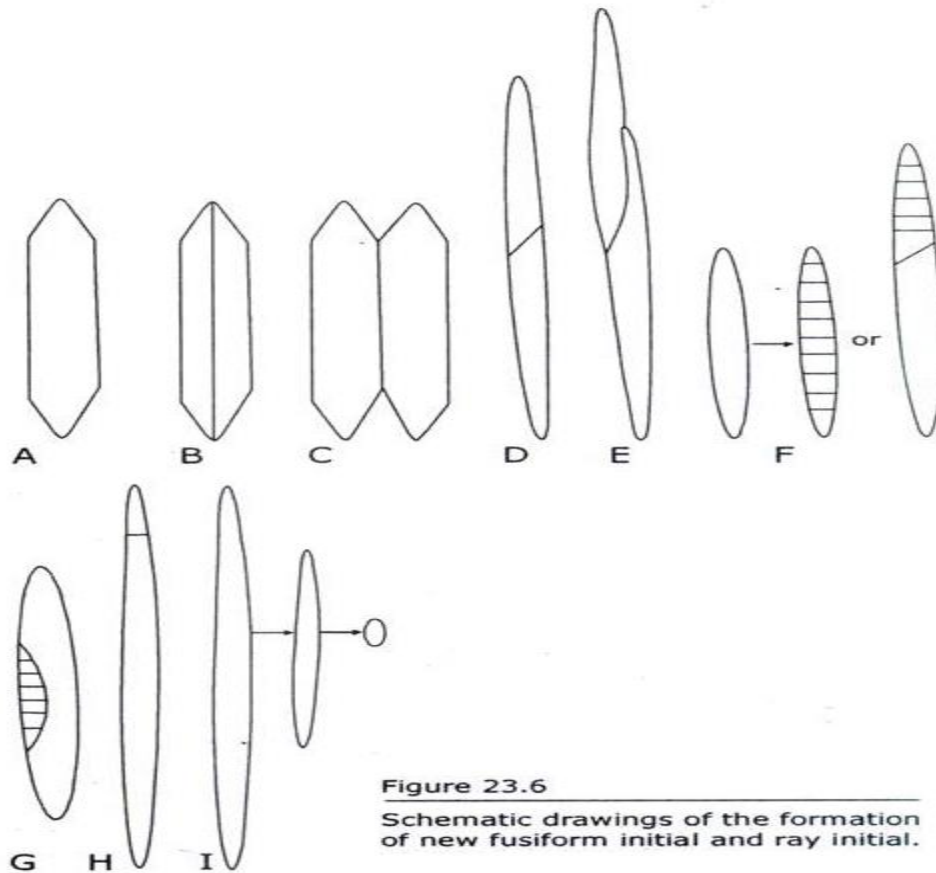 or
A B C D E F
G H I
Figure 23.6
Schematic drawings of the formation
of new fusiform initial and ray initial.